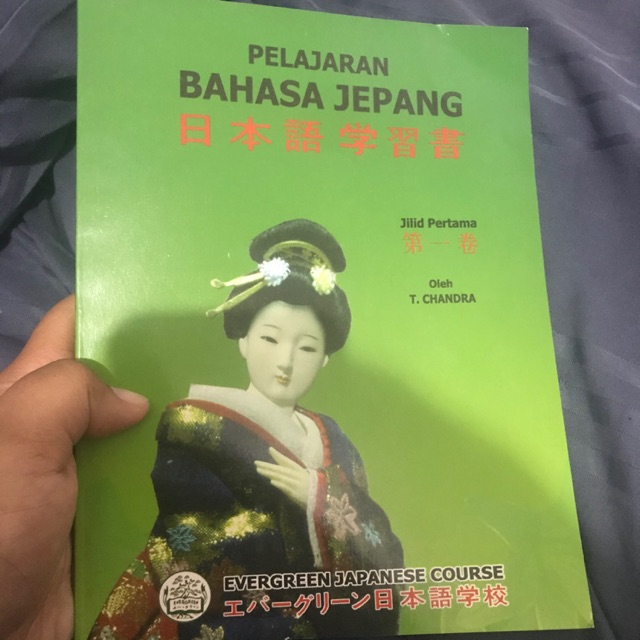 PELAJARAN
BAHASA JEPANG
日本語学習書
Jilid Pertama
第一巻
Oleh
T. CHANDRA
EVERGREEN JAPANESE COURSE
エバーグリーン日本語学校